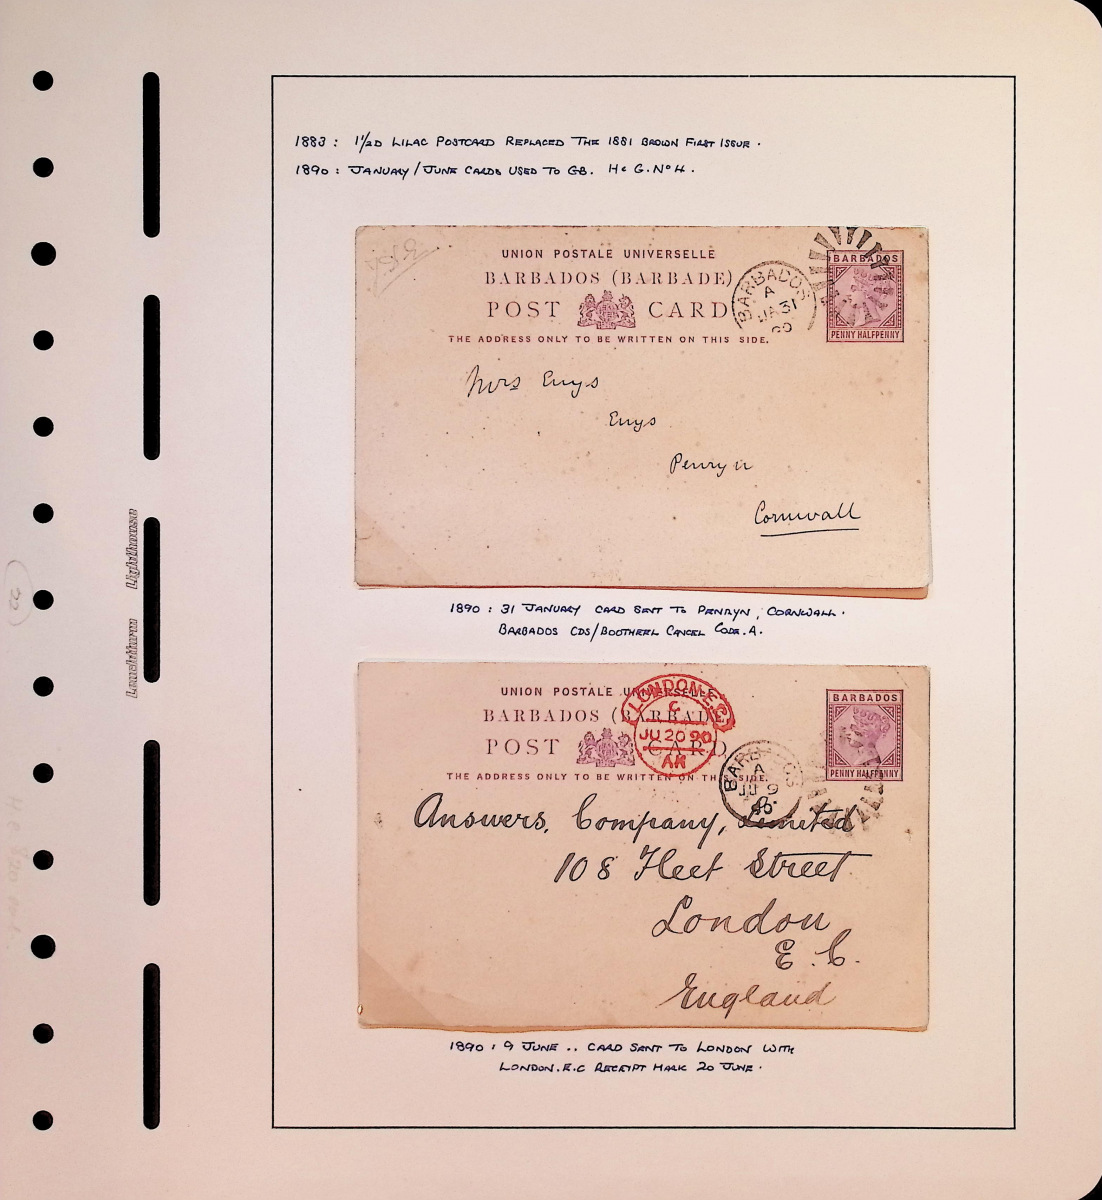 1883: 1½D LILAC POSTCARD REPLACED THE 1881 BROWN FIRST ISSUE.
1890: JANUARY/JUNE CARDS USED TO GB. H & G. No 4.
UNION POSTALE UNIVERSELLE
BARBADOS (BARBADE)
POST CARD
THE ADDRESS ONLY TO BE WRITTEN ON THIS SIDE.
BARBADOS
A
JA 31
90
BARBADOS
PENNY HALFPENNY
Mrs Enys
Enys
Penryn
Cornwall
1890: 31 JANUARY CARD SENT TO PENRYN, CORNWALL.
BARBADOS CDS/BOOTHEEL CANCEL CODE.A.
UNION POSTALE UNIVERSELLE
BARBADOS (BARBADE)
POST CARD
THE ADDRESS ONLY TO BE WRITTEN ON THIS SIDE.
LONDON.E.C
C
JU 20 90
AM
BARBADOS
A
JU 9
90
BARBADOS
PENNY HALFPENNY
Answers, Company, Limited
108 Fleet Street
London
E.C.
England
1890: 9 JUNE .. CARD SENT TO LONDON WITH
LONDON.E.C RECEIPT MARK 20 JUNE.
Leuchtturm Lighthouse
22